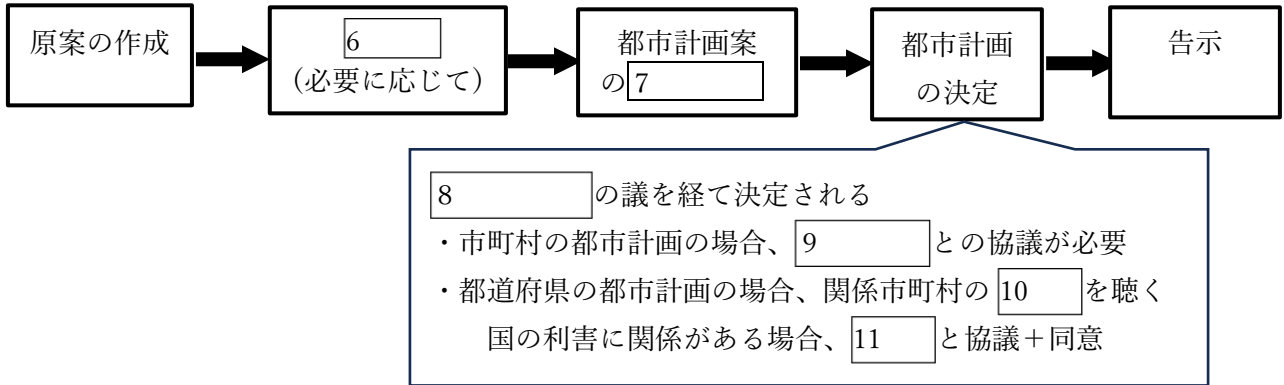 原案の作成
6
(必要に応じて)
都市計画案
の7
都市計画
の決定
告示
8の議を経て決定される
・市町村の都市計画の場合、9との協議が必要
・都道府県の都市計画の場合、関係市町村の10を聴く
国の利害に関係がある場合、11と協議＋同意